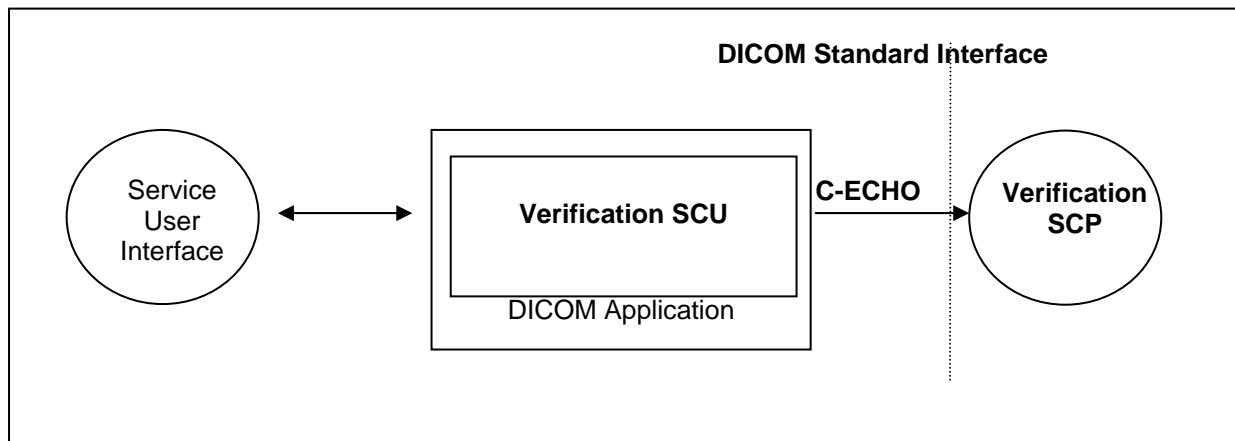 DICOM Standard Interface
Service
User
Interface
Verification SCU
DICOM Application
C-ECHO
Verification
SCP